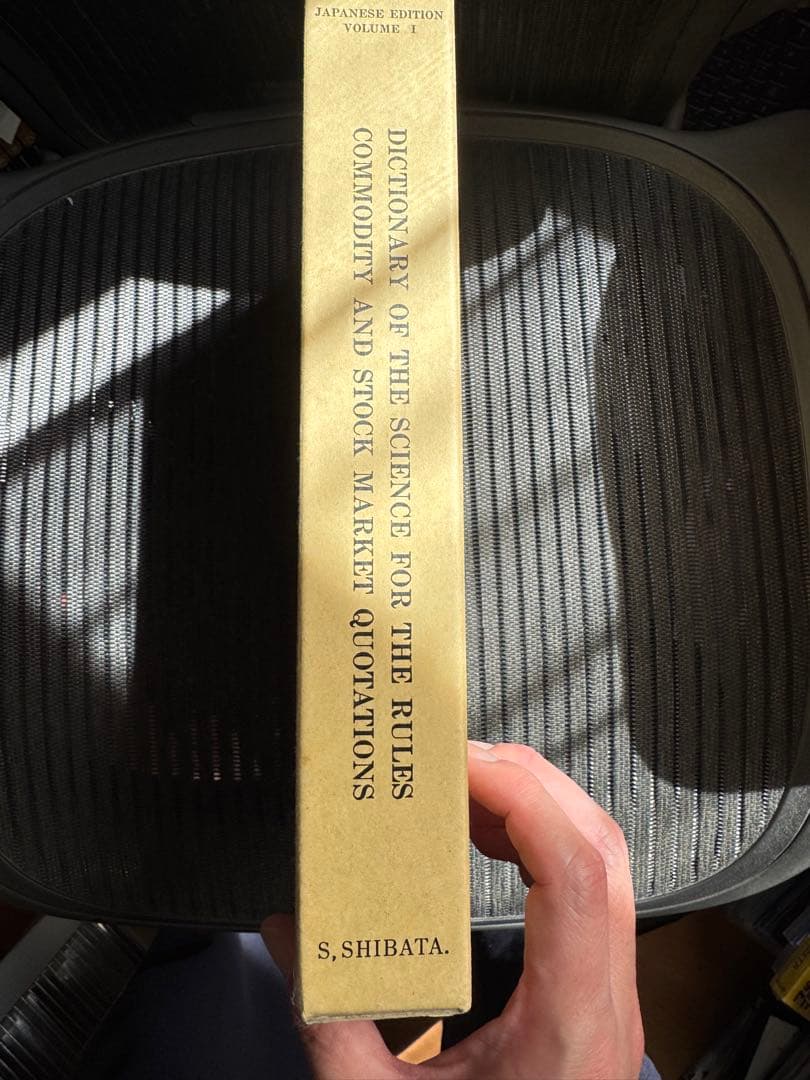 JAPANESE EDITION
VOLUME I
DICTIONARY OF THE SCIENCE FOR THE RULES
COMMODITY AND STOCK MARKET QUOTATIONS
S, SHIBATA.